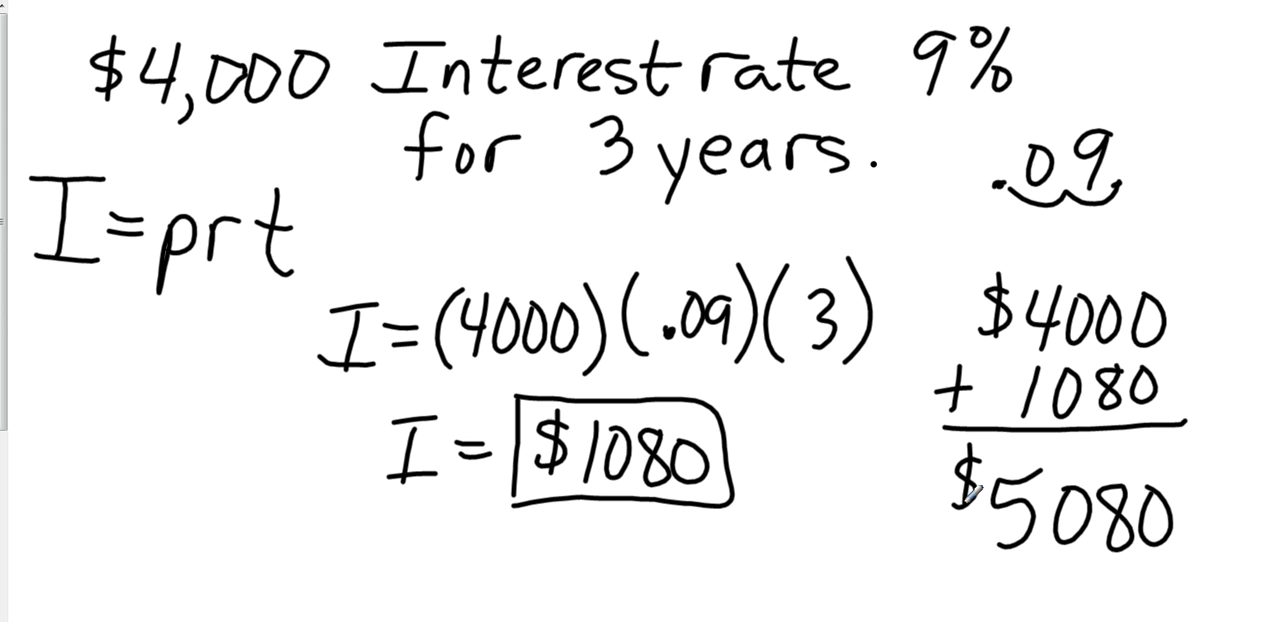 $4,000 Interest rate 9%
for 3 years.
.09
I=prt
I=(4000)(.09)(3)
I= $1080
$4000
+ 1080
$5080